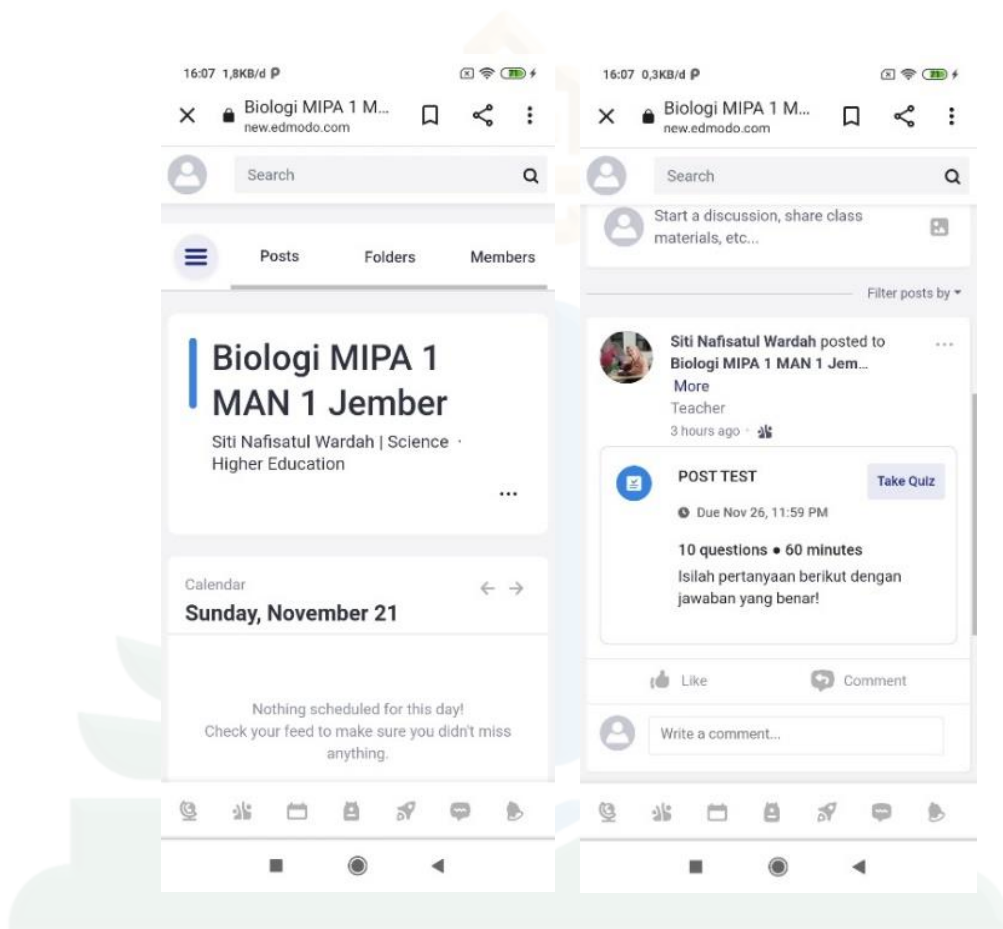 16:07 1,8KB/d
71
Biologi MIPA 1 M...
new.edmodo.com
Search
Posts Folders Members
Biologi MIPA 1
MAN 1 Jember
Siti Nafisatul Wardah | Science ·
Higher Education
...
Calendar
Sunday, November 21
Nothing scheduled for this day!
Check your feed to make sure you didn't miss
anything.
16:07 0,3KB/d
Biologi MIPA 1 M...
new.edmodo.com
Search
Start a discussion, share class
materials, etc...
Filter posts by
Siti Nafisatul Wardah posted to
Biologi MIPA 1 MAN 1 Jem...
More
Teacher
3 hours ago ·
POST TEST
Take Quiz
Due Nov 26, 11:59 PM
10 questions ● 60 minutes
Isilah pertanyaan berikut dengan
jawaban yang benar!
Like Comment
Write a comment...